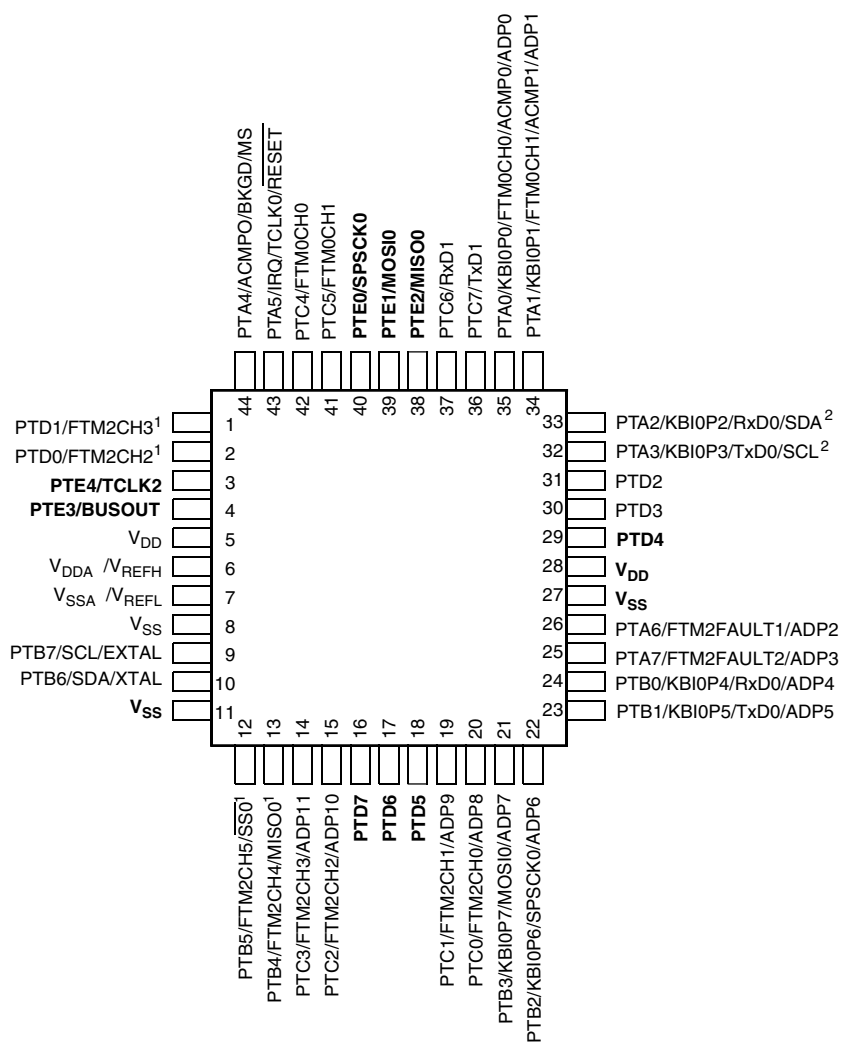 PTA4/ACMPO/BKGD/MS
PTA5/IRQ/TCLK0/RESET
PTC4/FTM0CH0
PTC5/FTM0CH1
PTE0/SPSCK0
PTE1/MOSI0
PTE2/MISO0
PTC6/RxD1
PTC7/TxD1
PTA0/KBI0P0/FTM0CH0/ACMP0/ADP0
PTA1/KBI0P1/FTM0CH1/ACMP1/ADP1
44
43
42
41
40
39
38
37
36
35
34
PTD1/FTM2CH3¹ 1
PTD0/FTM2CH2¹ 2
PTE4/TCLK2 3
PTE3/BUSOUT 4
VDD 5
VDDA /VREFH 6
VSSA /VREFL 7
VSS 8
PTB7/SCL/EXTAL 9
PTB6/SDA/XTAL 10
VSS 11
33 PTA2/KBI0P2/RxD0/SDA²
32 PTA3/KBI0P3/TxD0/SCL²
31 PTD2
30 PTD3
29 PTD4
28 VDD
27 VSS
26 PTA6/FTM2FAULT1/ADP2
25 PTA7/FTM2FAULT2/ADP3
24 PTB0/KBI0P4/RxD0/ADP4
23 PTB1/KBI0P5/TxD0/ADP5
12
13
14
15
16
17
18
19
20
21
22
PTB5/FTM2CH5/SS0¹
PTB4/FTM2CH4/MISO0¹
PTC3/FTM2CH3/ADP11
PTC2/FTM2CH2/ADP10
PTD7
PTD6
PTD5
PTC1/FTM2CH1/ADP9
PTC0/FTM2CH0/ADP8
PTB3/KBI0P7/MOSI0/ADP7
PTB2/KBI0P6/SPSCK0/ADP6